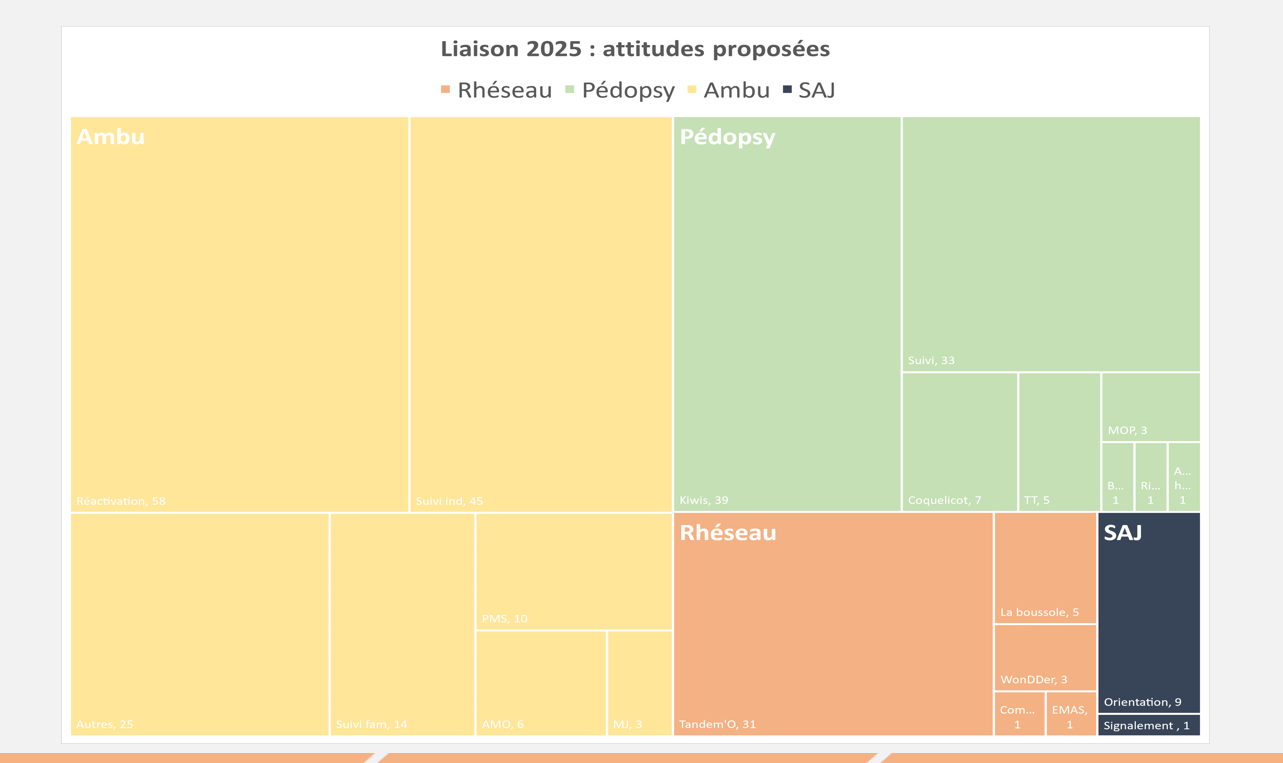 Liaison 2025 : attitudes proposées
Rhéseau Pédopsy Ambu SAJ
Ambu
Réactivation, 58
Suivi ind, 45
Autres, 25
Suivi fam, 14
PMS, 10
AMO, 6
MJ, 3
Pédopsy
Kiwis, 39
Suivi, 33
Coquelicot, 7
TT, 5
MOP, 3
B...
1
Ri...
1
A...
h...
1
Rhéseau
Tandem'O, 31
La boussole, 5
WonDDer, 3
Com...
1
EMAS,
1
SAJ
Orientation, 9
Signalement , 1